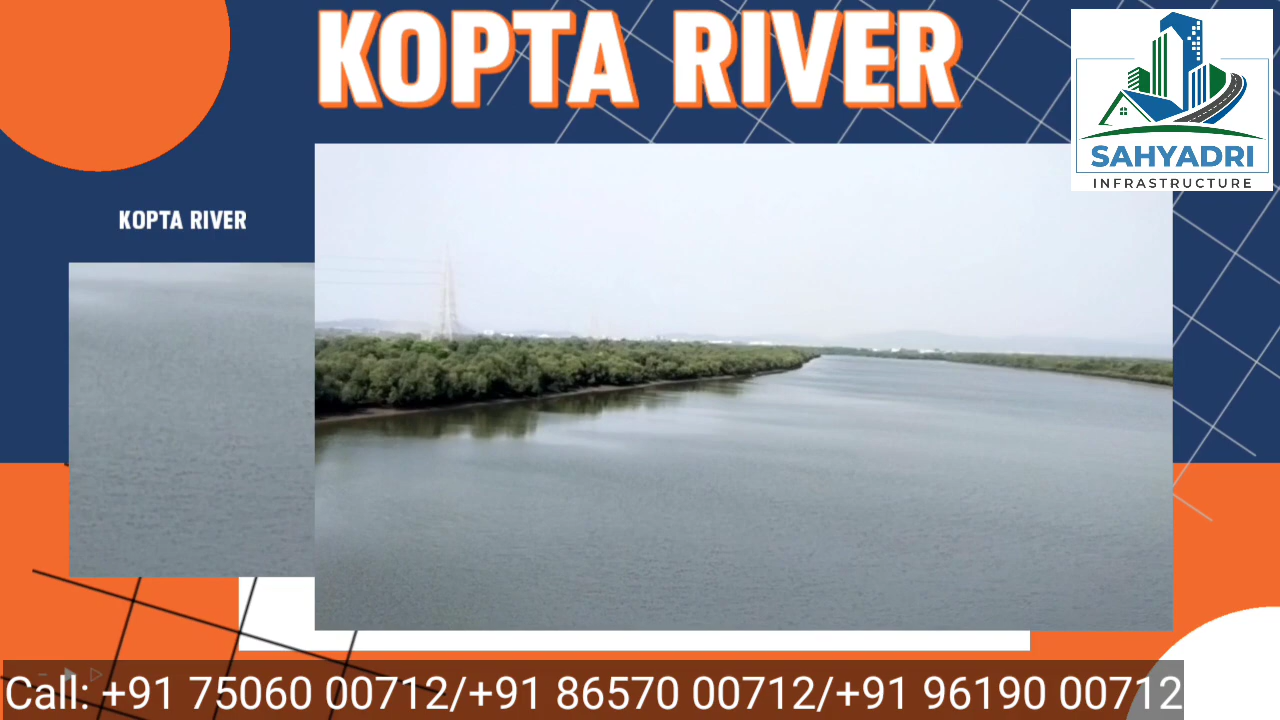 KOPTA RIVER
SAHYADRI
INFRASTRUCTURE
KOPTA RIVER
Call: +91 75060 00712/+91 86570 00712/+91 96190 00712